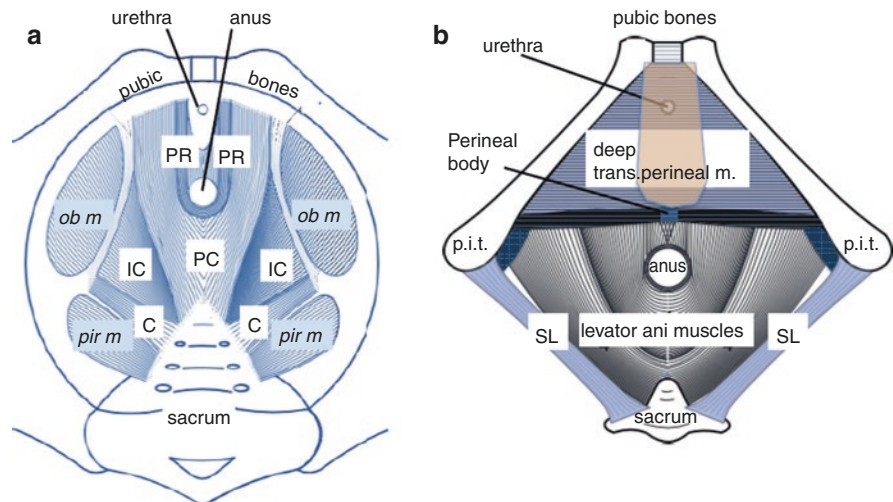 a
urethra
anus
pubic
bones
PR
PR
ob m
ob m
IC
PC
IC
C
C
pir m
pir m
sacrum
b
pubic bones
urethra
Perineal
body
deep
trans.perineal m.
p.i.t.
p.i.t.
anus
levator ani muscles
SL
SL
sacrum